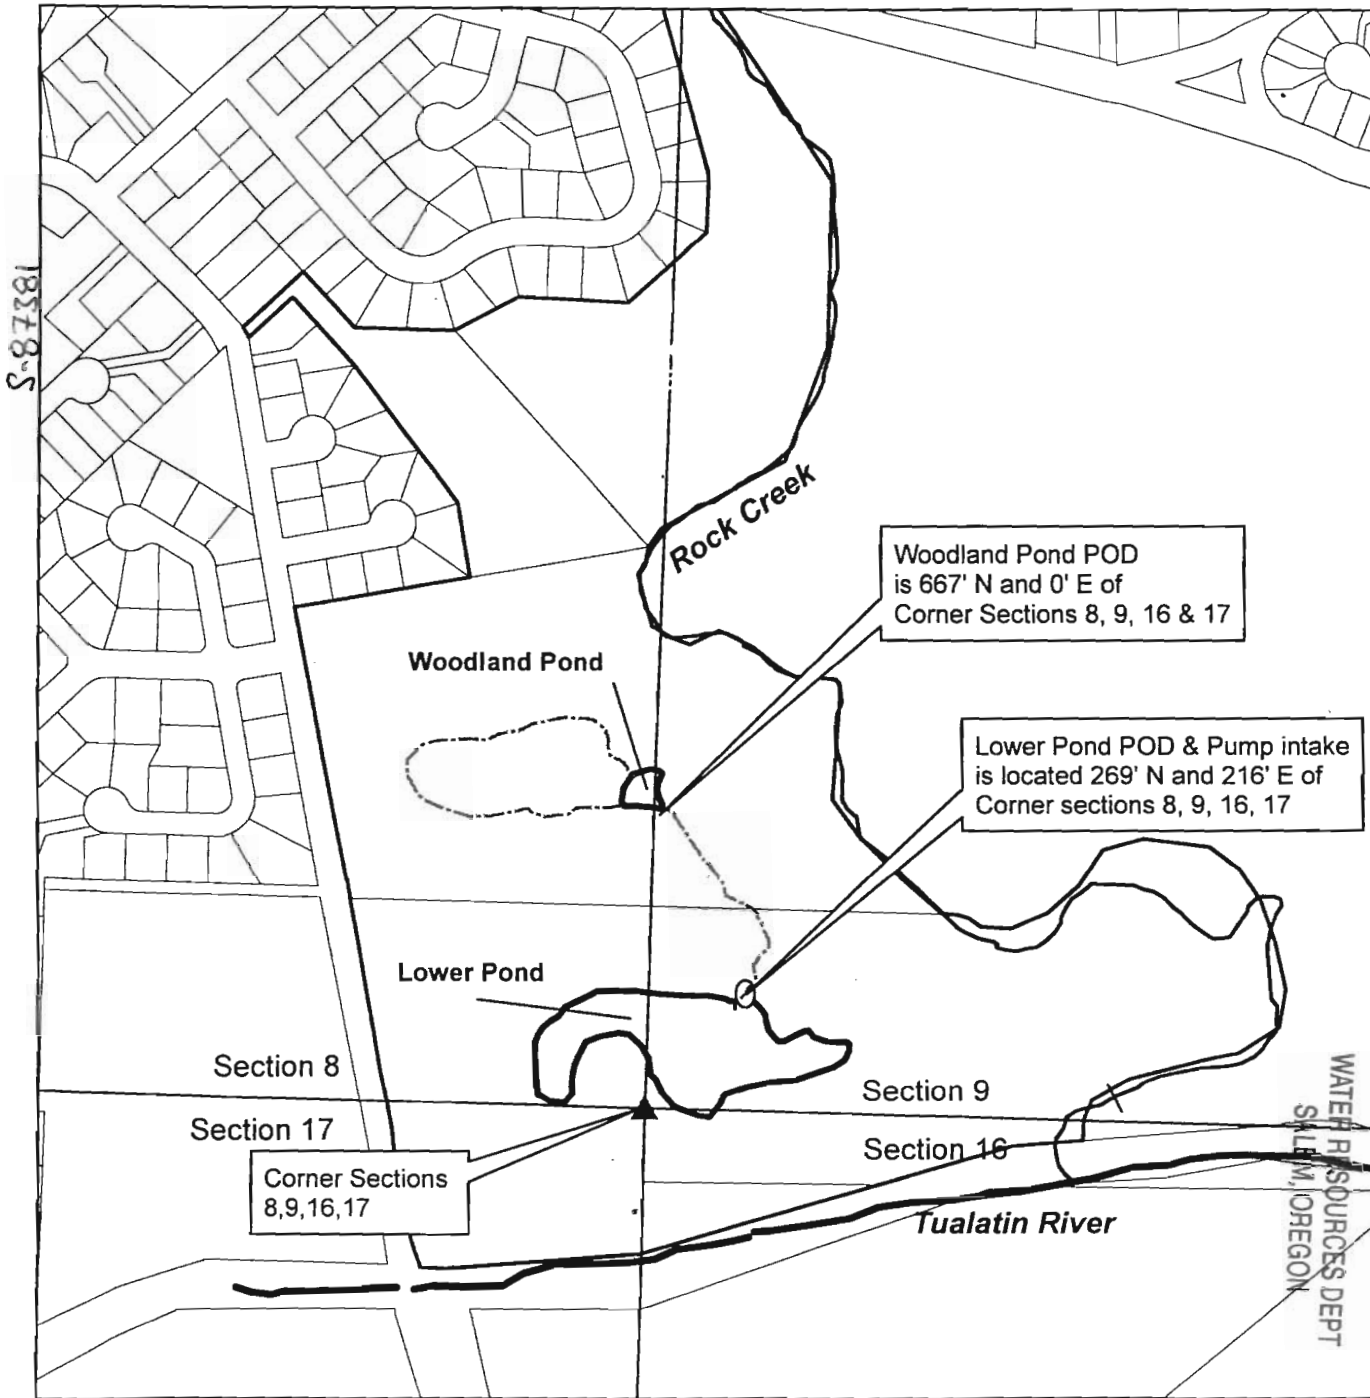 S-87381
Rock Creek
Woodland Pond POD
is 667' N and 0' E of
Corner Sections 8, 9, 16 & 17
Woodland Pond
Lower Pond POD & Pump intake
is located 269' N and 216' E of
Corner sections 8, 9, 16, 17
Lower Pond
Section 8
Section 9
Section 17
Section 16
Corner Sections
8,9,16,17
Tualatin River
WATER RESOURCES DEPT
SALEM, OREGON